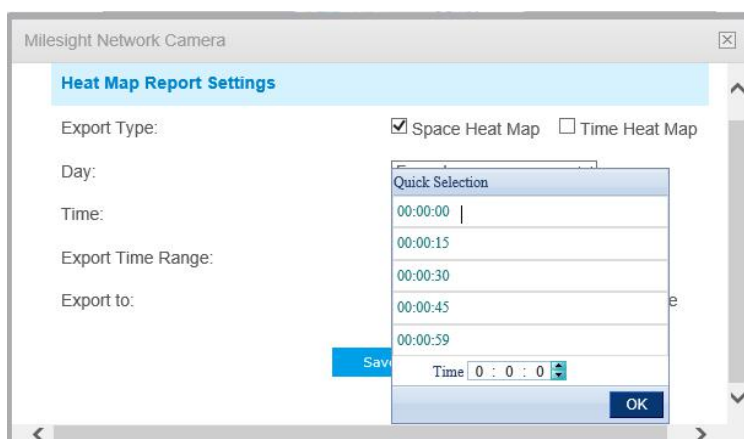 Milesight Network Camera
Heat Map Report Settings
Export Type: Space Heat Map Time Heat Map
Day:
Quick Selection
Time: 00:00:00
00:00:15
Export Time Range: 00:00:30
Export to: 00:00:45 e
00:00:59
Save
Time 0 : 0 : 0
OK